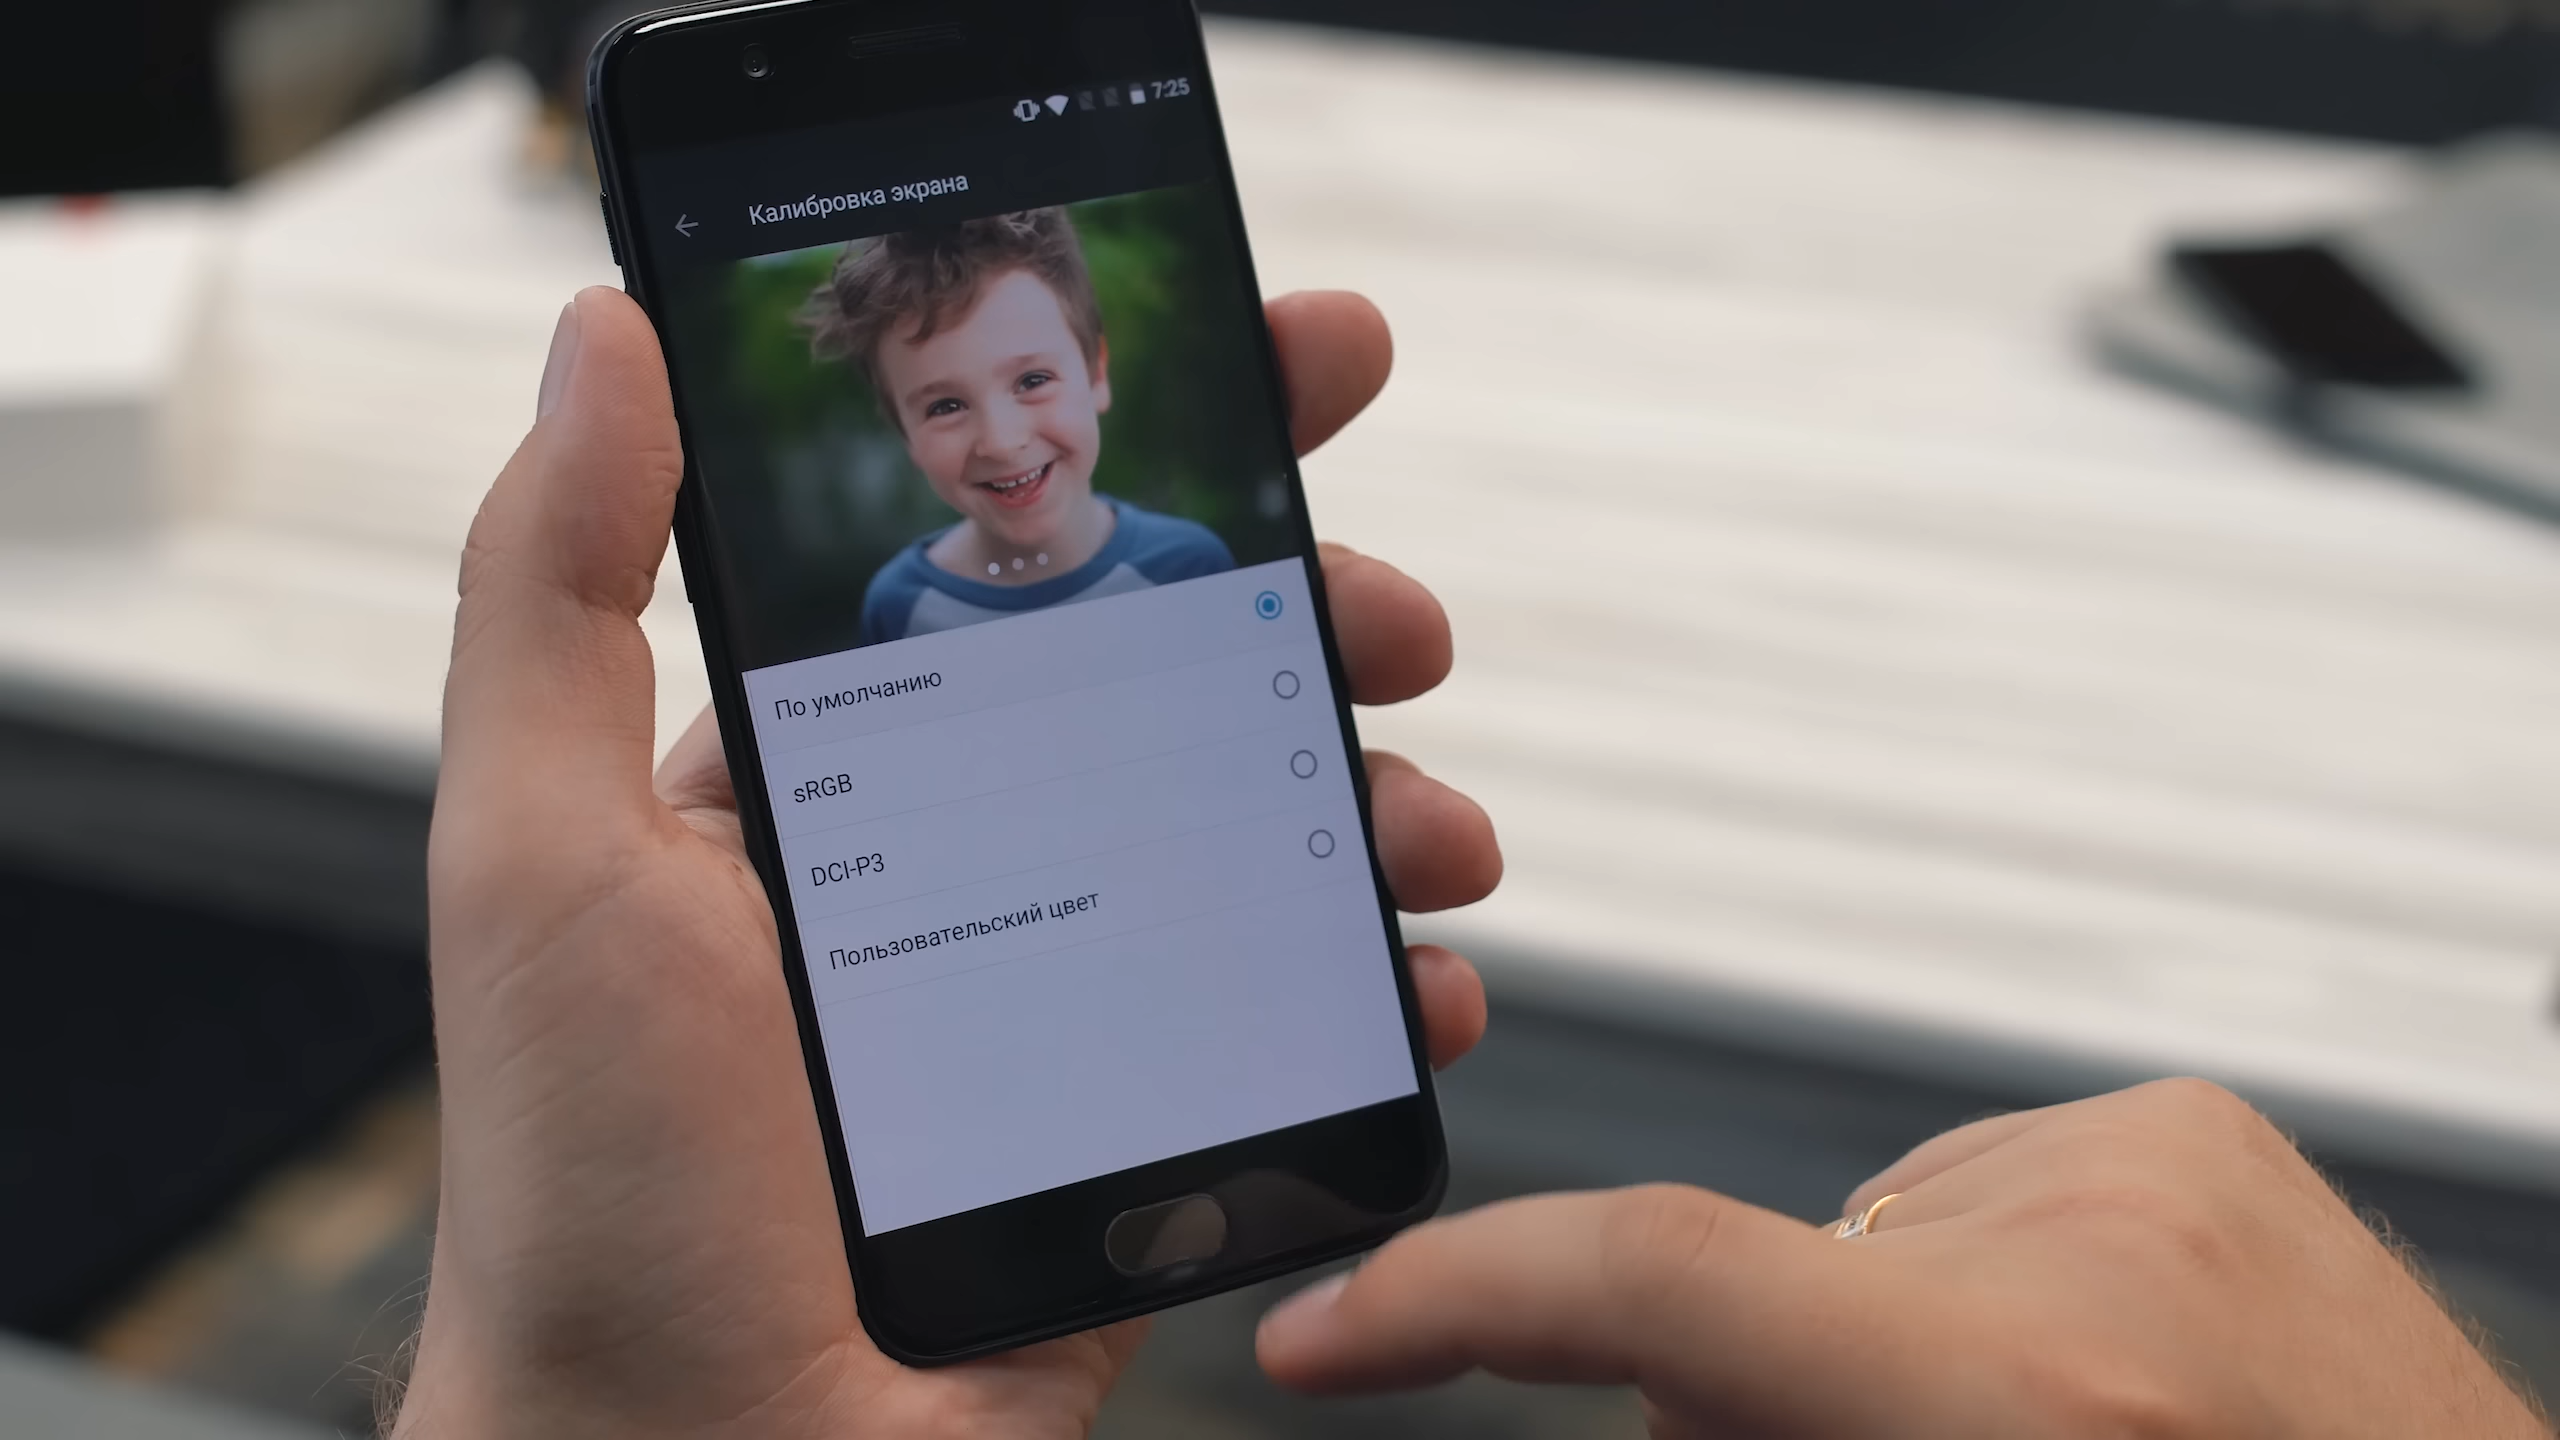 7:25
Калибровка экрана
По умолчанию
sRGB
DCI-P3
Пользовательский цвет